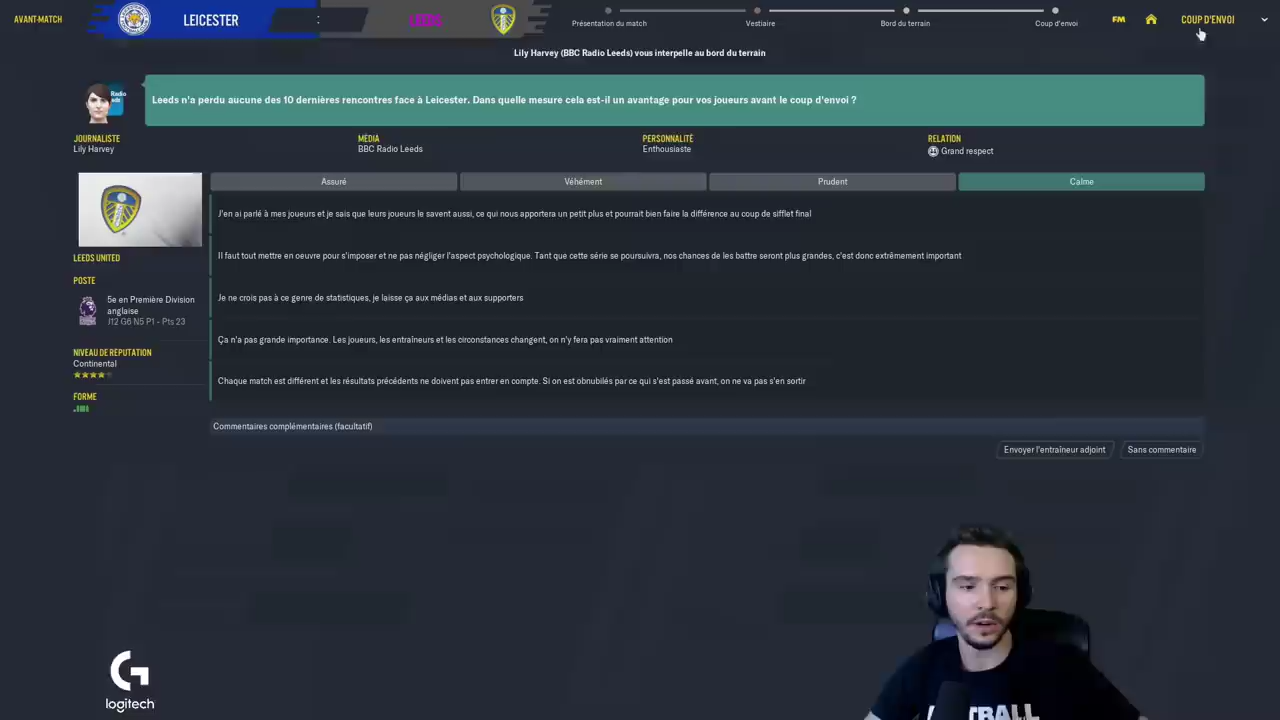 AVANT-MATCH
LEICESTER
:
LEEDS
Présentation du match
Vestiaire
Bord du terrain
Coup d'envoi
FM
COUP D'ENVOI
Lily Harvey (BBC Radio Leeds) vous interpelle au bord du terrain
Leeds n'a perdu aucune des 10 dernières rencontres face à Leicester. Dans quelle mesure cela est-il un avantage pour vos joueurs avant le coup d'envoi ?
JOURNALISTE
Lily Harvey
MÉDIA
BBC Radio Leeds
PERSONNALITÉ
Enthousiaste
RELATION
Grand respect
Assuré
Véhément
Prudent
Calme
J'en ai parlé à mes joueurs et je sais que leurs joueurs le savent aussi, ce qui nous apportera un petit plus et pourrait bien faire la différence au coup de sifflet final
Il faut tout mettre en oeuvre pour s'imposer et ne pas négliger l'aspect psychologique. Tant que cette série se poursuivra, nos chances de les battre seront plus grandes, c'est donc extrêmement important
Je ne crois pas à ce genre de statistiques, je laisse ça aux médias et aux supporters
Ça n'a pas grande importance. Les joueurs, les entraîneurs et les circonstances changent, on n'y fera pas vraiment attention
Chaque match est différent et les résultats précédents ne doivent pas entrer en compte. Si on est obnubilés par ce qui s'est passé avant, on ne va pas s'en sortir
LEEDS UNITED
POSTE
5e en Première Division
anglaise
J12 G6 N5 P1 - Pts 23
NIVEAU DE RÉPUTATION
Continental
FORME
Commentaires complémentaires (facultatif)
Envoyer l'entraîneur adjoint
Sans commentaire
logitech